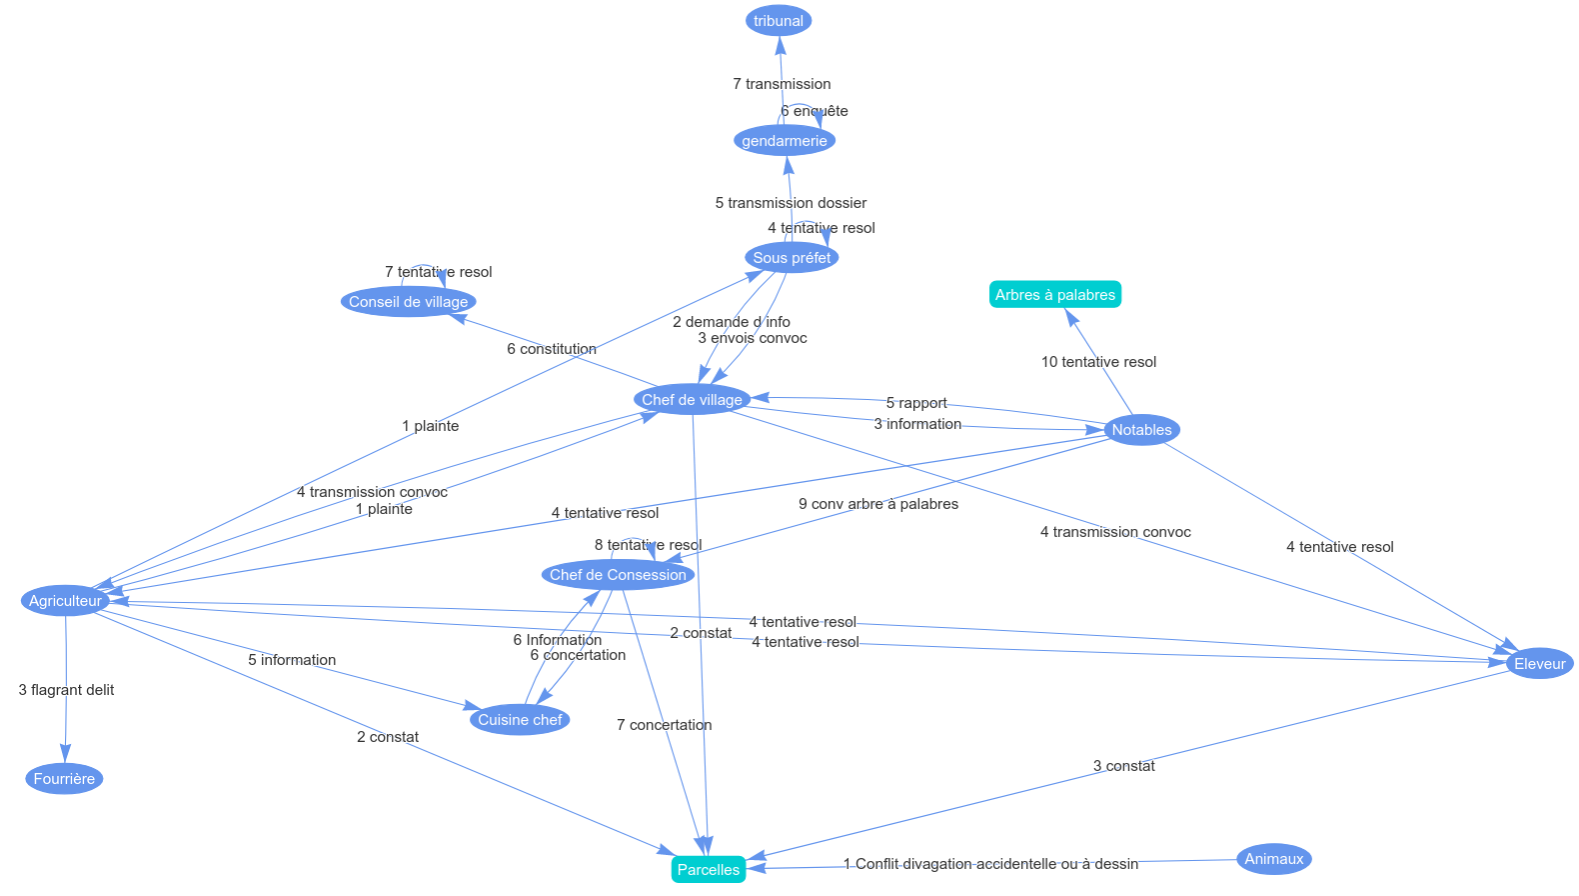 tribunal
7 transmission
6 enquête
gendarmerie
5 transmission dossier
4 tentative resol
Sous préfet
7 tentative resol
Conseil de village
Arbres à palabres
2 demande d info
3 envois convoc
6 constitution
10 tentative resol
Chef de village
5 rapport
3 information
Notables
1 plainte
4 transmission convoc
1 plainte
4 tentative resol
9 conv arbre à palabres
4 transmission convoc
4 tentative resol
8 tentative resol
Chef de Consession
Agriculteur
4 tentative resol
2 constat
4 tentative resol
6 Information
6 concertation
5 information
Eleveur
3 flagrant delit
Cuisine chef
7 concertation
2 constat
3 constat
Fourrière
Parcelles
1 Conflit divagation accidentelle ou à dessin
Animaux